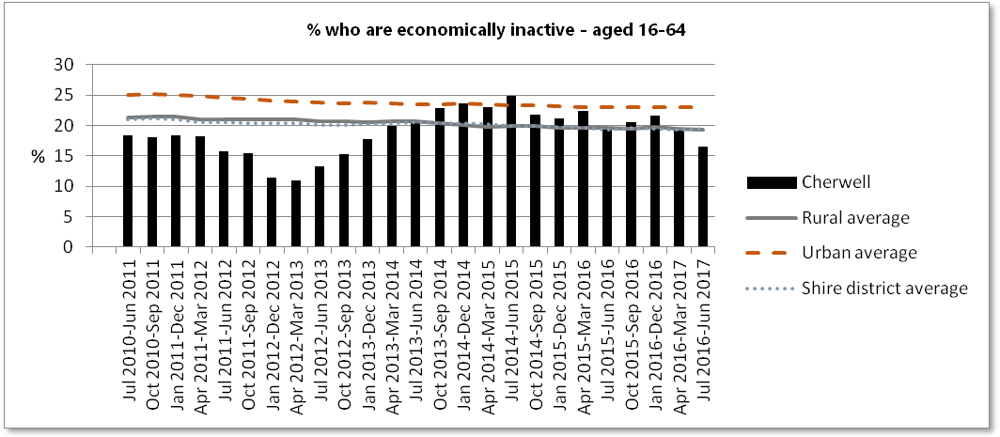 % who are economically inactive - aged 16-64
30
25
20
15
10
5
0
%
Jul 2010-Jun 2011
Oct 2010-Sep 2011
Jan 2011-Dec 2011
Apr 2011-Mar 2012
Jul 2011-Jun 2012
Oct 2011-Sep 2012
Jan 2012-Dec 2012
Apr 2012-Mar 2013
Jul 2012-Jun 2013
Oct 2012-Sep 2013
Jan 2013-Dec 2013
Apr 2013-Mar 2014
Jul 2013-Jun 2014
Oct 2013-Sep 2014
Jan 2014-Dec 2014
Apr 2014-Mar 2015
Jul 2014-Jun 2015
Oct 2014-Sep 2015
Jan 2015-Dec 2015
Apr 2015-Mar 2016
Jul 2015-Jun 2016
Oct 2015-Sep 2016
Jan 2016-Dec 2016
Apr 2016-Mar 2017
Jul 2016-Jun 2017
Cherwell
Rural average
Urban average
Shire district average